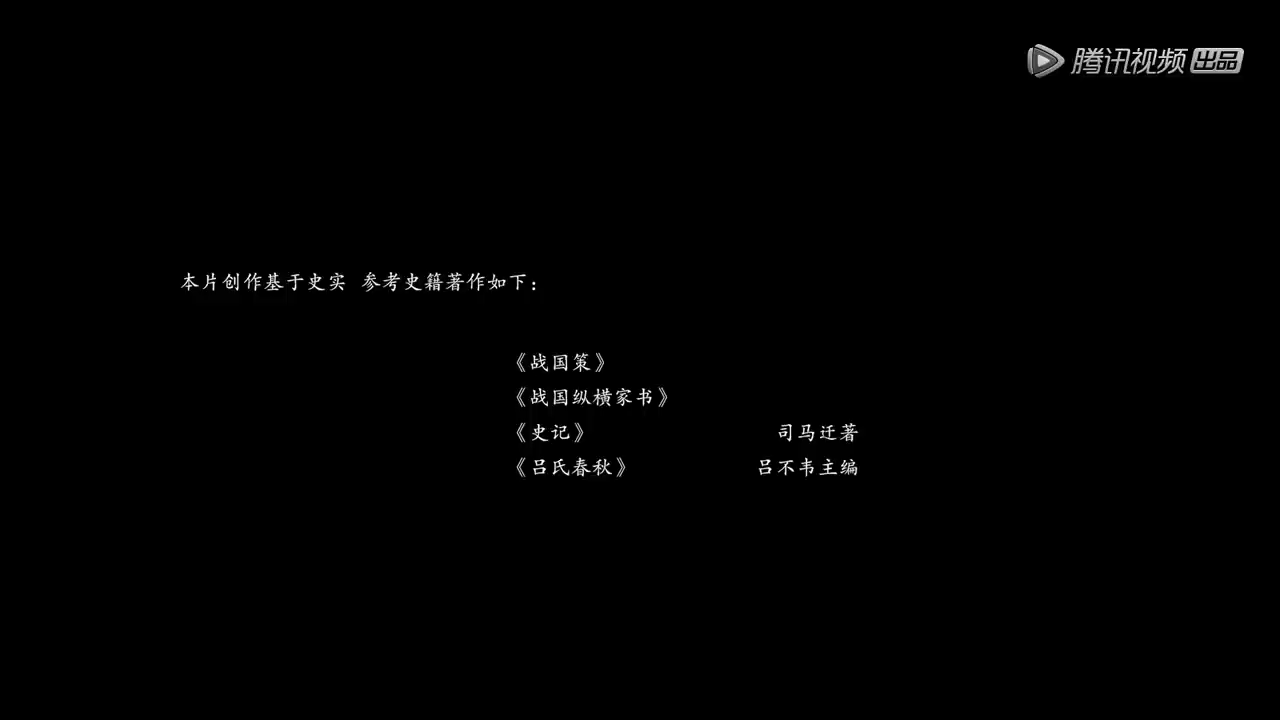 腾讯视频 出品
本片创作基于史实 参考史籍著作如下：
《战国策》
《战国纵横家书》
《史记》 司马迁著
《吕氏春秋》 吕不韦主编